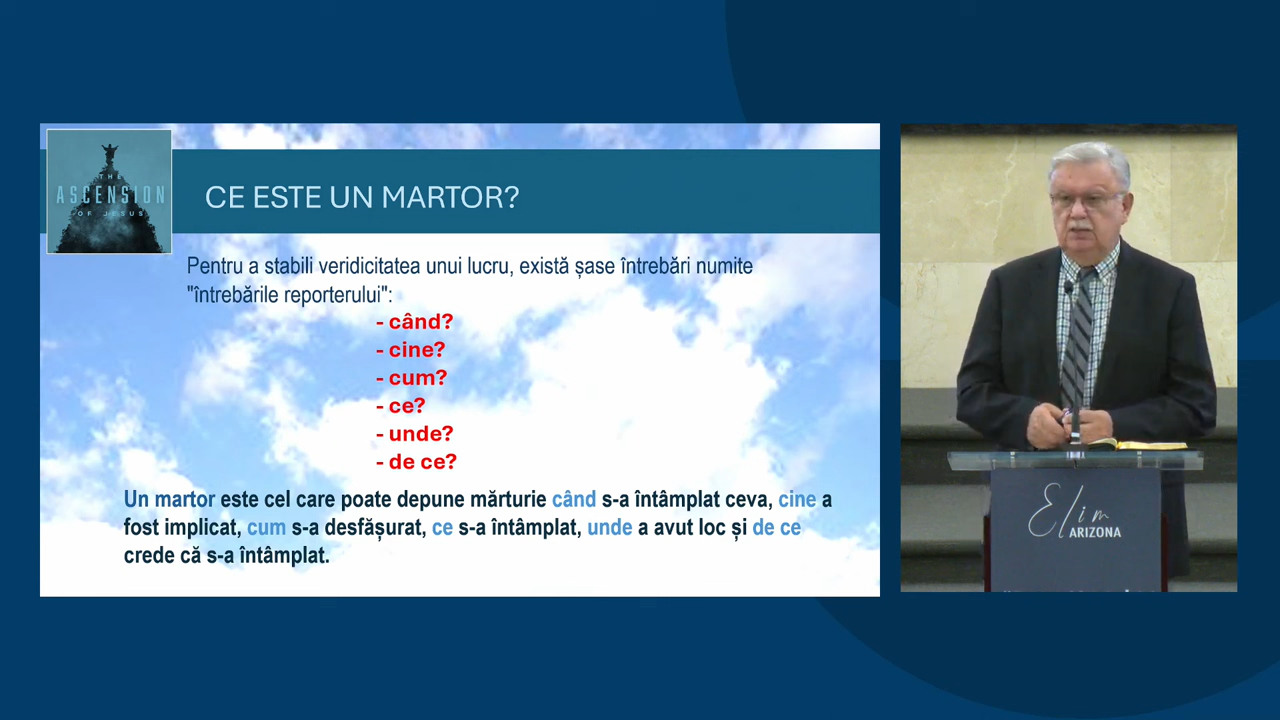 THE
ASCENSION
OF JESUS
CE ESTE UN MARTOR?
Pentru a stabili veridicitatea unui lucru, există șase întrebări numite
"întrebările reporterului":
- când?
- cine?
- cum?
- ce?
- unde?
- de ce?
Un martor este cel care poate depune mărturie când s-a întâmplat ceva, cine a
fost implicat, cum s-a desfășurat, ce s-a întâmplat, unde a avut loc și de ce
crede că s-a întâmplat.
Elim
ARIZONA